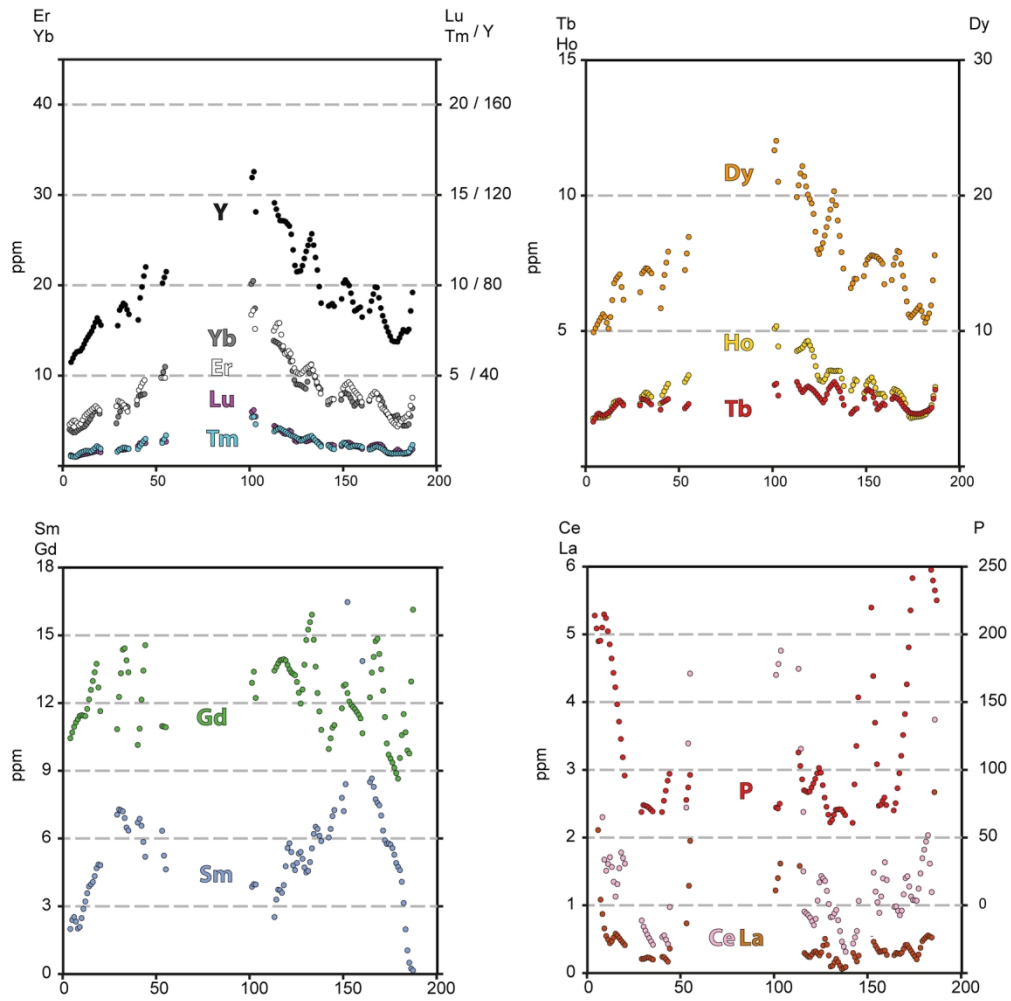 Er
Yb
Lu
Tm / Y
40
30
20
10
ppm
20 / 160
15 / 120
10 / 80
5 / 40
Y
Yb
Er
Lu
Tm
0 50 100 150 200
Tb
Ho
Dy
15
10
5
ppm
30
20
10
Dy
Ho
Tb
0 50 100 150 200
Sm
Gd
18
15
12
9
6
3
0
ppm
Gd
Sm
0 50 100 150 200
Ce
La
P
6
5
4
3
2
1
0
ppm
250
200
150
100
50
0
P
Ce La
0 50 100 150 200